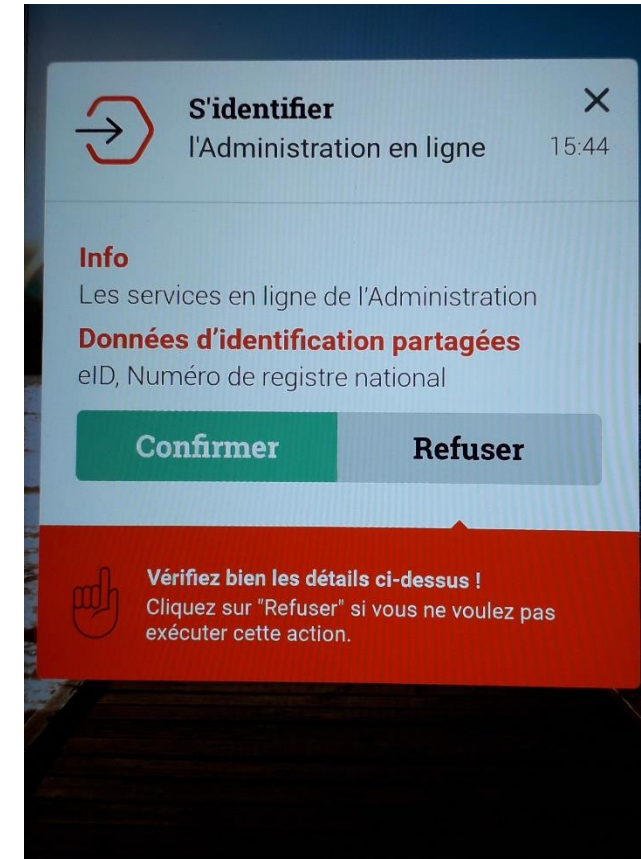 S'identifier
l'Administration en ligne 15:44
Info
Les services en ligne de l'Administration
Données d’identification partagées
eID, Numéro de registre national
Confirmer Refuser
Vérifiez bien les détails ci-dessus !
Cliquez sur "Refuser" si vous ne voulez pas
exécuter cette action.